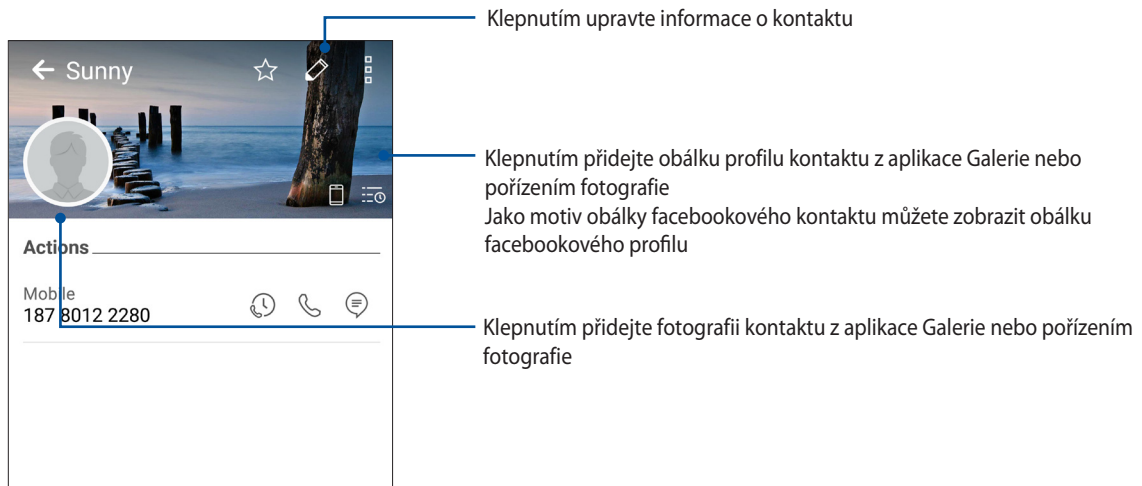 Klepnutím upravte informace o kontaktu
Sunny
Klepnutím přidejte obálku profilu kontaktu z aplikace Galerie nebo
pořízením fotografie
Jako motiv obálky facebookového kontaktu můžete zobrazit obálku
facebookového profilu
Actions
Mobile
187 8012 2280
Klepnutím přidejte fotografii kontaktu z aplikace Galerie nebo pořízením
fotografie